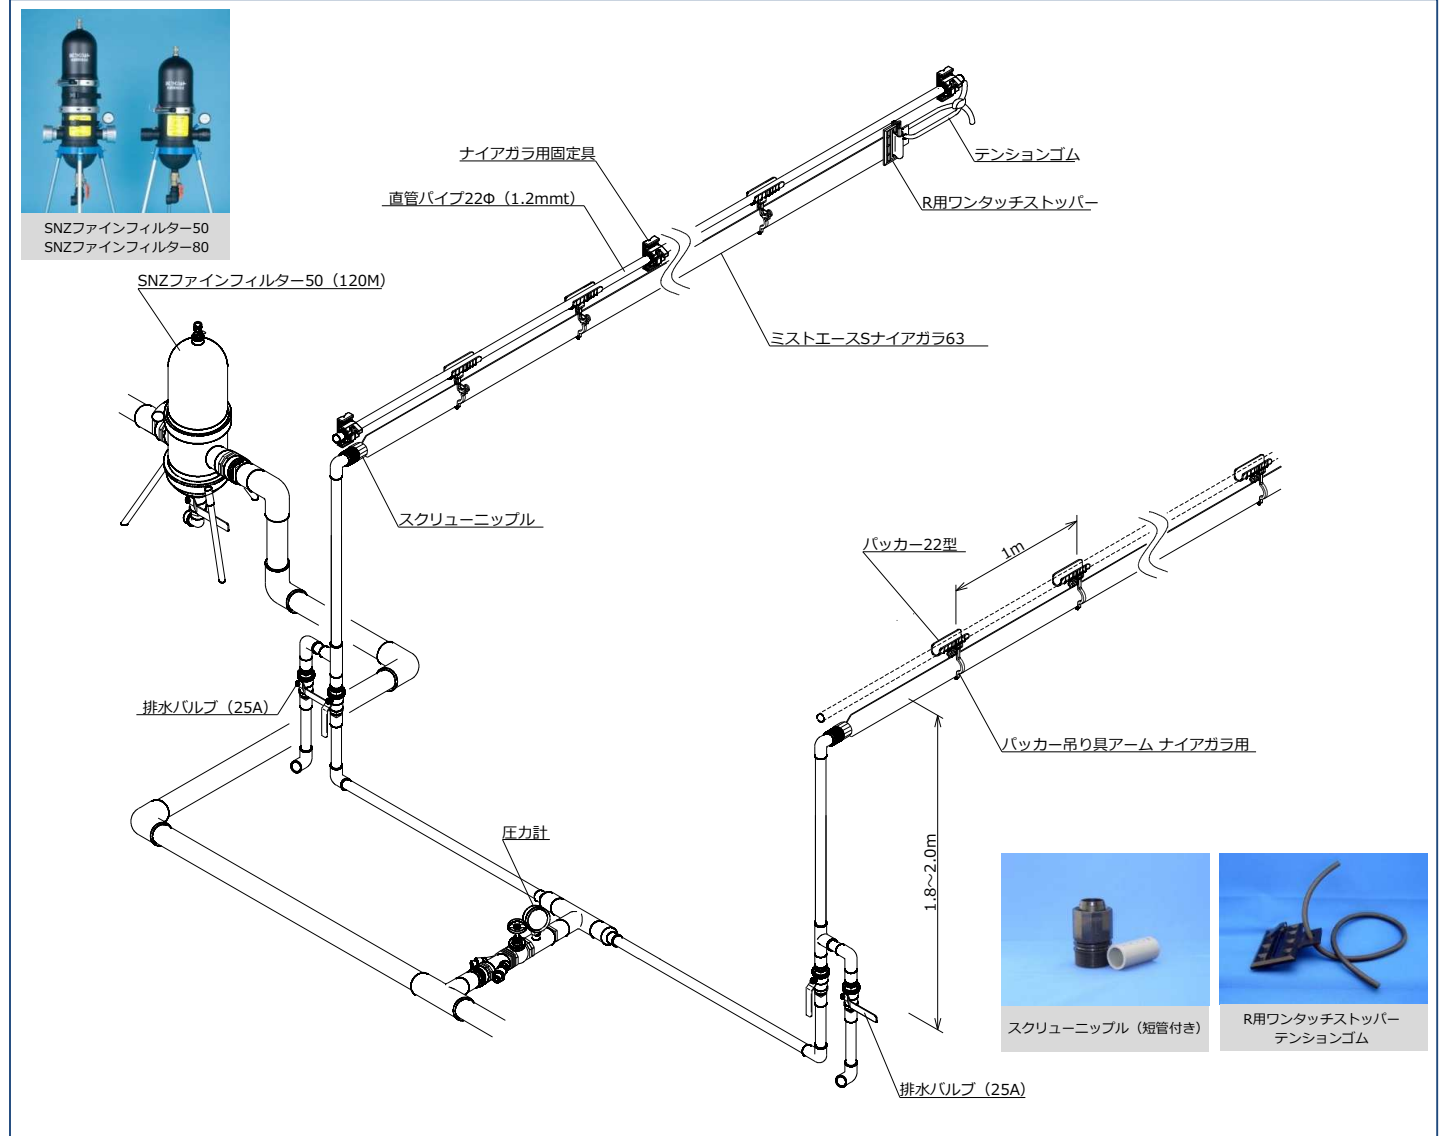 SNZファインフィルター50
SNZファインフィルター80
ナイアガラ用固定具
直管パイプ22Φ（1.2mmt）
テンションゴム
R用ワンタッチストッパー
SNZファインフィルター50（120M）
ミストエースSナイアガラ63
スクリューニップル
パッカー22型
1m
排水バルブ（25A）
パッカー吊り具アーム ナイアガラ用
圧力計
1.8～2.0m
スクリューニップル（短管付き）
R用ワンタッチストッパー
テンションゴム
排水バルブ（25A）